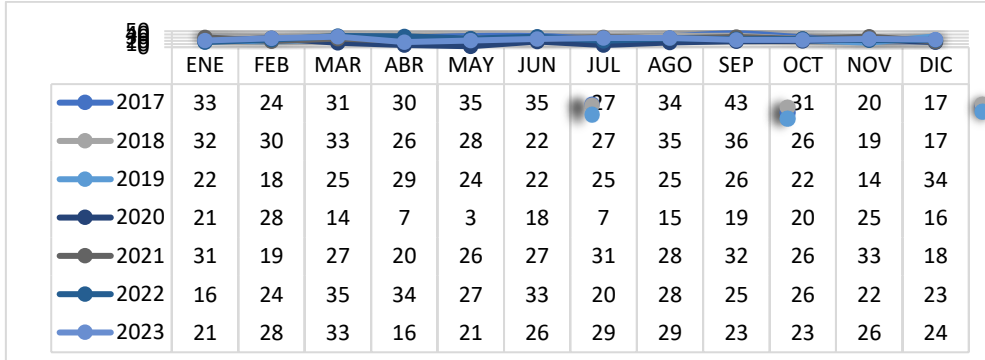 ENE FEB MAR ABR MAY JUN JUL AGO SEP OCT NOV DIC
2017 33 24 31 30 35 35 27 34 43 31 20 17
2018 32 30 33 26 28 22 27 35 36 26 19 17
2019 22 18 25 29 24 22 25 25 26 22 14 34
2020 21 28 14 7 3 18 7 15 19 20 25 16
2021 31 19 27 20 26 27 31 28 32 26 33 18
2022 16 24 35 34 27 33 20 28 25 26 22 23
2023 21 28 33 16 21 26 29 29 23 23 26 24